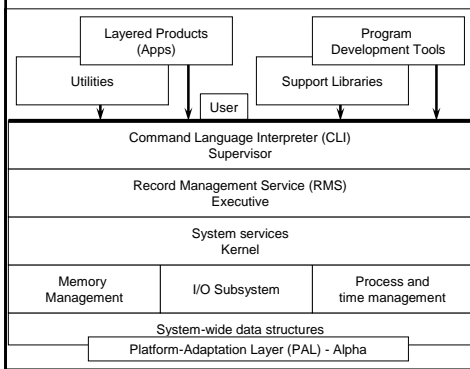 Layered Products
(Apps)
Program
Development Tools
Utilities
Support Libraries
User
Command Language Interpreter (CLI)
Supervisor
Record Management Service (RMS)
Executive
System services
Kernel
Memory
Management
I/O Subsystem
Process and
time management
System-wide data structures
Platform-Adaptation Layer (PAL) - Alpha